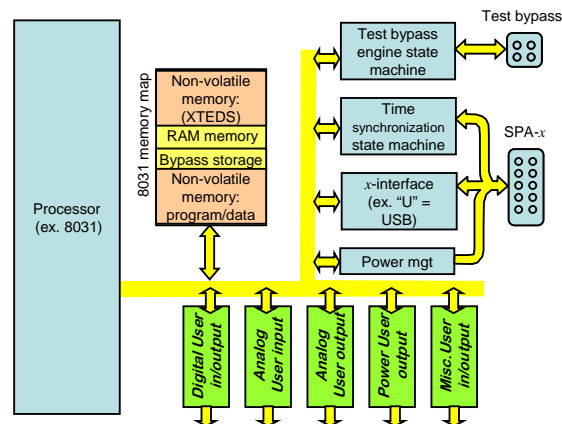 Processor
(ex. 8031)
8031 memory map
Non-volatile
memory:
(XTEDS)
RAM memory
Bypass storage
Non-volatile
memory:
program/data
Test bypass
engine state
machine
Test bypass
Time
synchronization
state machine
SPA-x
x-interface
(ex. “U” =
USB)
Power mgt
Digital User
in/output
Analog
User input
Analog
User output
Power User
output
Misc. User
in/output